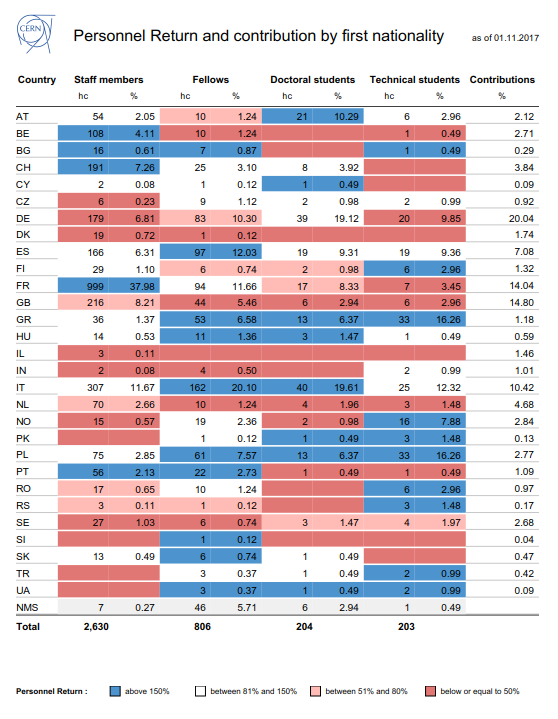 CERN
Personnel Return and contribution by first nationality as of 01.11.2017
Country Staff members Fellows Doctoral students Technical students Contributions
hc % hc % hc % hc % %
AT 54 2.05 10 1.24 21 10.29 6 2.96 2.12
BE 108 4.11 10 1.24 1 0.49 2.71
BG 16 0.61 7 0.87 1 0.49 0.29
CH 191 7.26 25 3.10 8 3.92 3.84
CY 2 0.08 1 0.12 1 0.49 0.09
CZ 6 0.23 9 1.12 2 0.98 2 0.99 0.92
DE 179 6.81 83 10.30 39 19.12 20 9.85 20.04
DK 19 0.72 1 0.12 1.74
ES 166 6.31 97 12.03 19 9.31 19 9.36 7.08
FI 29 1.10 6 0.74 2 0.98 6 2.96 1.32
FR 999 37.98 94 11.66 17 8.33 7 3.45 14.04
GB 216 8.21 44 5.46 6 2.94 6 2.96 14.80
GR 36 1.37 53 6.58 13 6.37 33 16.26 1.18
HU 14 0.53 11 1.36 3 1.47 1 0.49 0.59
IL 3 0.11 1.46
IN 2 0.08 4 0.50 2 0.99 1.01
IT 307 11.67 162 20.10 40 19.61 25 12.32 10.42
NL 70 2.66 10 1.24 4 1.96 3 1.48 4.68
NO 15 0.57 19 2.36 2 0.98 16 7.88 2.84
PK 1 0.12 1 0.49 3 1.48 0.13
PL 75 2.85 61 7.57 13 6.37 33 16.26 2.77
PT 56 2.13 22 2.73 1 0.49 1 0.49 1.09
RO 17 0.65 10 1.24 6 2.96 0.97
RS 3 0.11 1 0.12 3 1.48 0.17
SE 27 1.03 6 0.74 3 1.47 4 1.97 2.68
SI 1 0.12 0.04
SK 13 0.49 6 0.74 1 0.49 0.47
TR 3 0.37 1 0.49 2 0.99 0.42
UA 3 0.37 1 0.49 2 0.99 0.09
NMS 7 0.27 46 5.71 6 2.94 1 0.49
Total 2,630 806 204 203
Personnel Return : above 150% between 81% and 150% between 51% and 80% below or equal to 50%